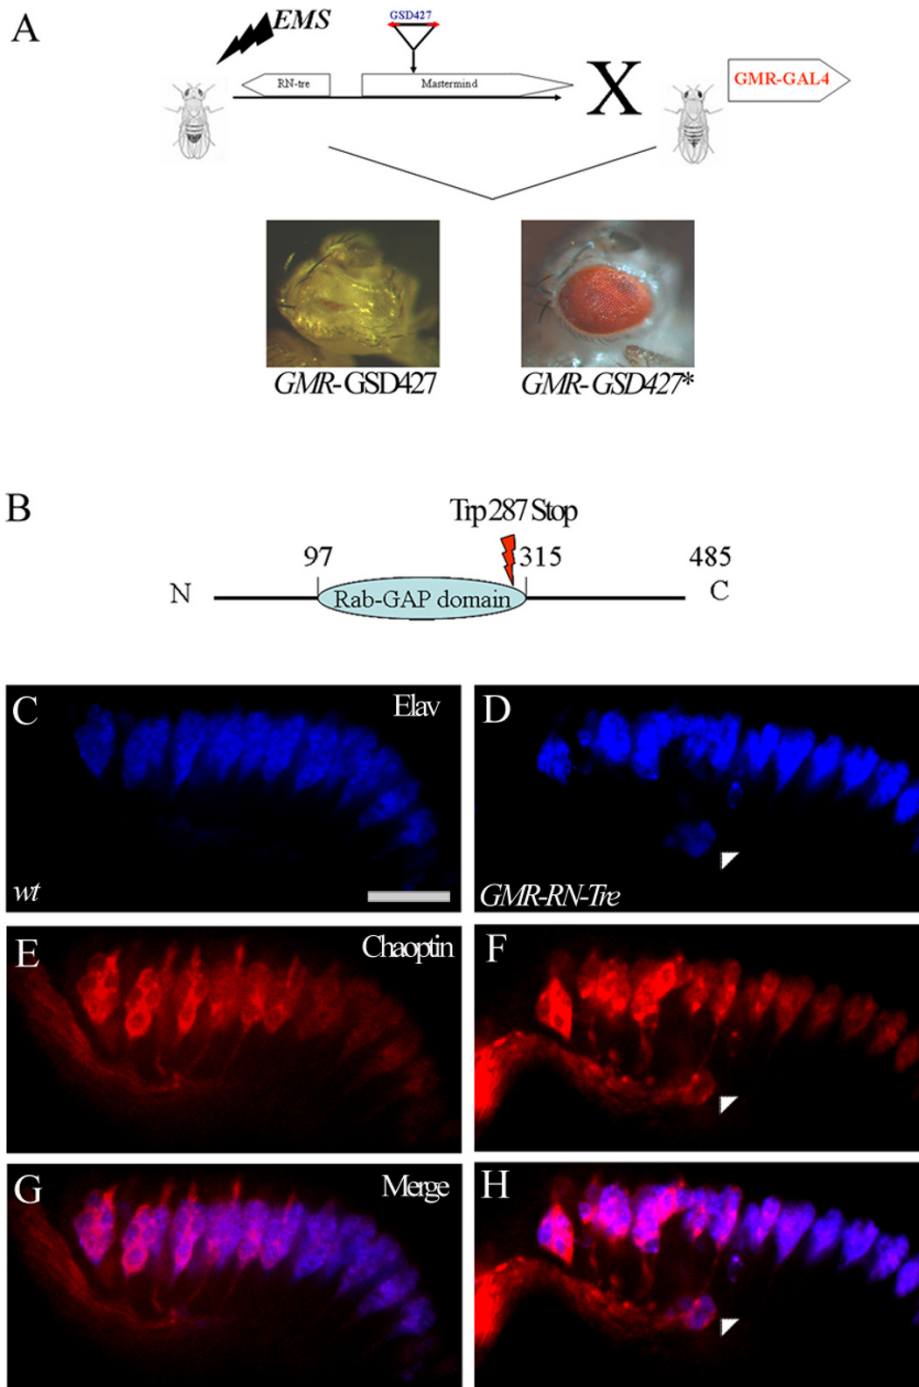 A
EMS
GSD427
RN-tre
Mastermind
X
GMR-GAL4
GMR-GSD427
GMR-GSD427*
B
Trp 287 Stop
97
315
485
N
Rab-GAP domain
C
C
Elav
wt
D
GMR-RN-Tre
E
Chaoptin
F
G
Merge
H